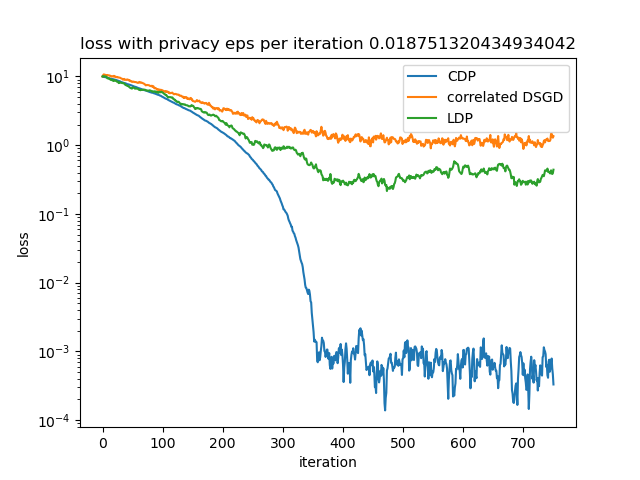 loss with privacy eps per iteration 0.018751320434934042
CDP
correlated DSGD
LDP
10¹
10⁰
10⁻¹
10⁻²
10⁻³
10⁻⁴
loss
0 100 200 300 400 500 600 700
iteration